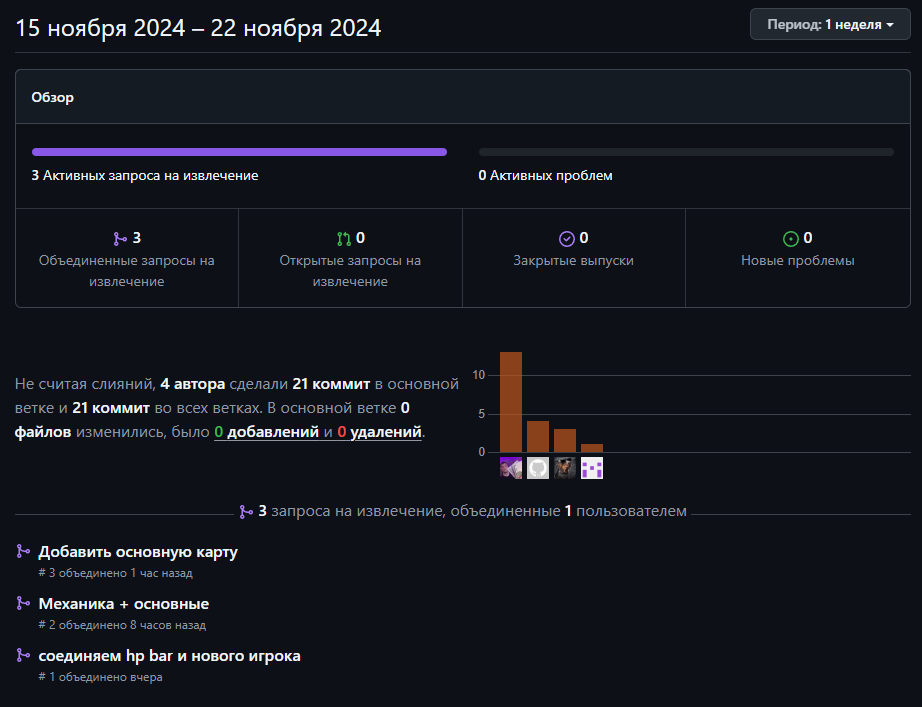 15 ноября 2024 – 22 ноября 2024
Период: 1 неделя
Обзор
3 Активных запроса на извлечение
0 Активных проблем
3
Объединенные запросы на
извлечение
0
Открытые запросы на
извлечение
0
Закрытые выпуски
0
Новые проблемы
Не считая слияний, 4 автора сделали 21 коммит в основной
ветке и 21 коммит во всех ветках. В основной ветке 0
файлов изменились, было 0 добавлений и 0 удалений.
10
5
0
3 запроса на извлечение, объединенные 1 пользователем
Добавить основную карту
# 3 объединено 1 час назад
Механика + основные
# 2 объединено 8 часов назад
соединяем hp bar и нового игрока
# 1 объединено вчера